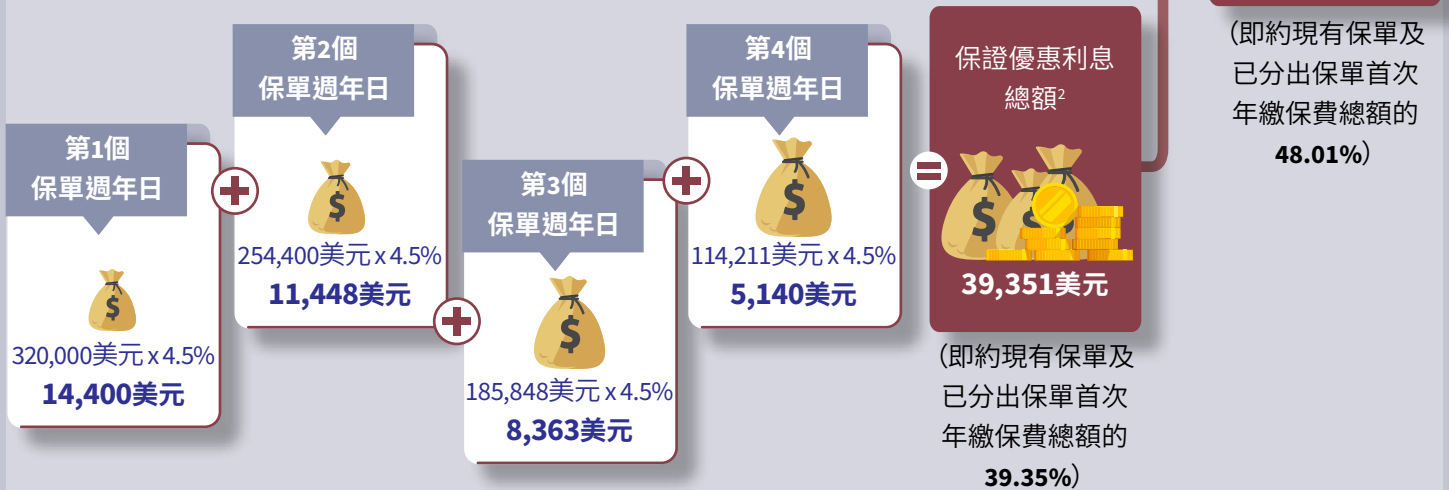 第1個
保單週年日
320,000美元 x 4.5%
14,400美元
第2個
保單週年日
254,400美元 x 4.5%
11,448美元
第3個
保單週年日
185,848美元 x 4.5%
8,363美元
第4個
保單週年日
114,211美元 x 4.5%
5,140美元
保證優惠利息
總額2
39,351美元
(即約現有保單及
已分出保單首次
年繳保費總額的
39.35%)
(即約現有保單及
已分出保單首次
年繳保費總額的
48.01%)